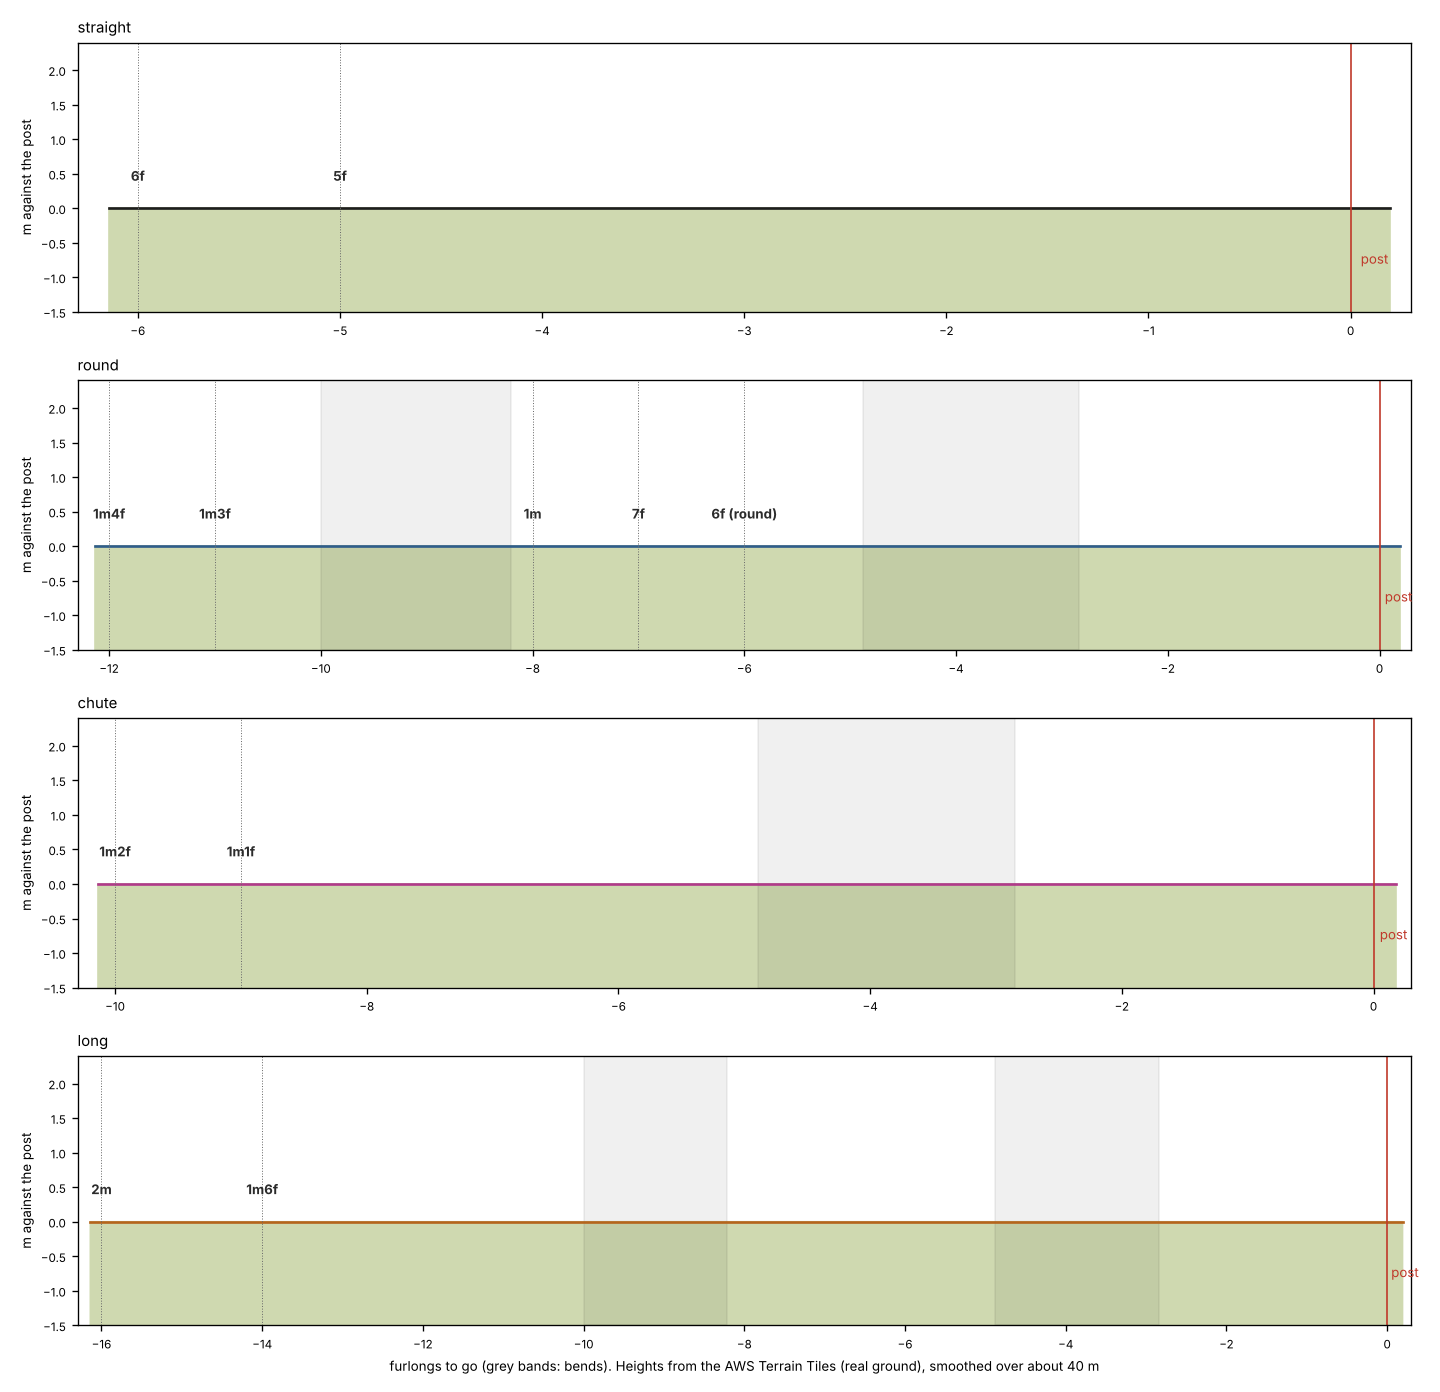 straight
m against the post
2.0
1.5
1.0
0.5
0.0
−0.5
−1.0
−1.5
6f
5f
post
−6
−5
−4
−3
−2
−1
0
round
m against the post
2.0
1.5
1.0
0.5
0.0
−0.5
−1.0
−1.5
1m4f
1m3f
1m
7f
6f (round)
post
−12
−10
−8
−6
−4
−2
0
chute
m against the post
2.0
1.5
1.0
0.5
0.0
−0.5
−1.0
−1.5
1m2f
1m1f
post
−10
−8
−6
−4
−2
0
long
m against the post
2.0
1.5
1.0
0.5
0.0
−0.5
−1.0
−1.5
2m
1m6f
post
−16
−14
−12
−10
−8
−6
−4
−2
0
furlongs to go (grey bands: bends). Heights from the AWS Terrain Tiles (real ground), smoothed over about 40 m